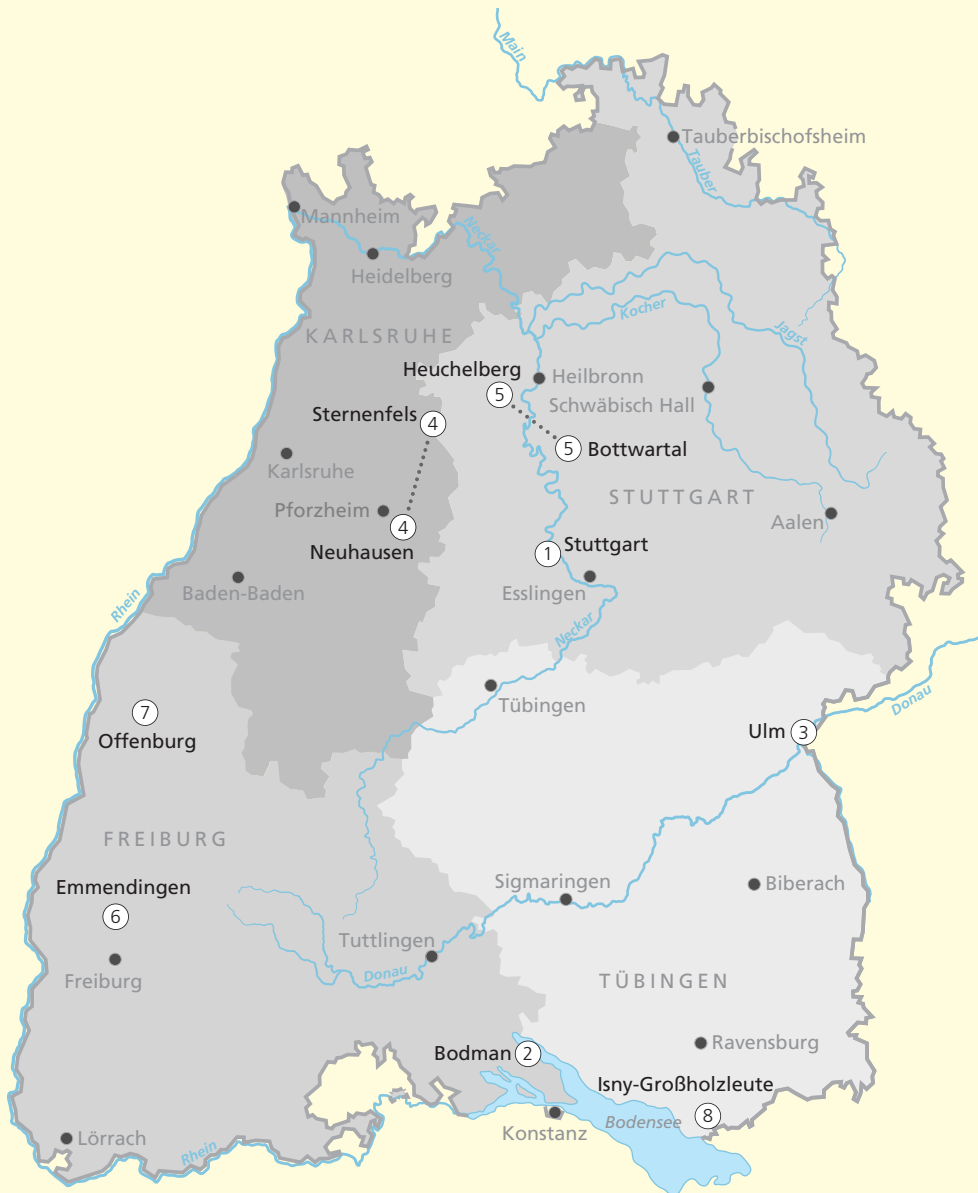 Main
Tauberbischofsheim
Tauber
Mannheim
Neckar
Heidelberg
KARLSRUHE
Kocher
Jagst
Heuchelberg
5
Heilbronn
Schwäbisch Hall
Sternenfels 4
5 Bottwartal
Karlsruhe
STUTTGART
Pforzheim
4
Neuhausen
Aalen
1 Stuttgart
Esslingen
Baden-Baden
Rhein
Neckar
Tübingen
Donau
7
Offenburg
Ulm 3
FREIBURG
Emmendingen
6
Sigmaringen
Biberach
Tuttlingen
Donau
Freiburg
TÜBINGEN
Bodman 2
Ravensburg
Isny-Großholzleute
8
Bodensee
Konstanz
Lörrach
Rhein